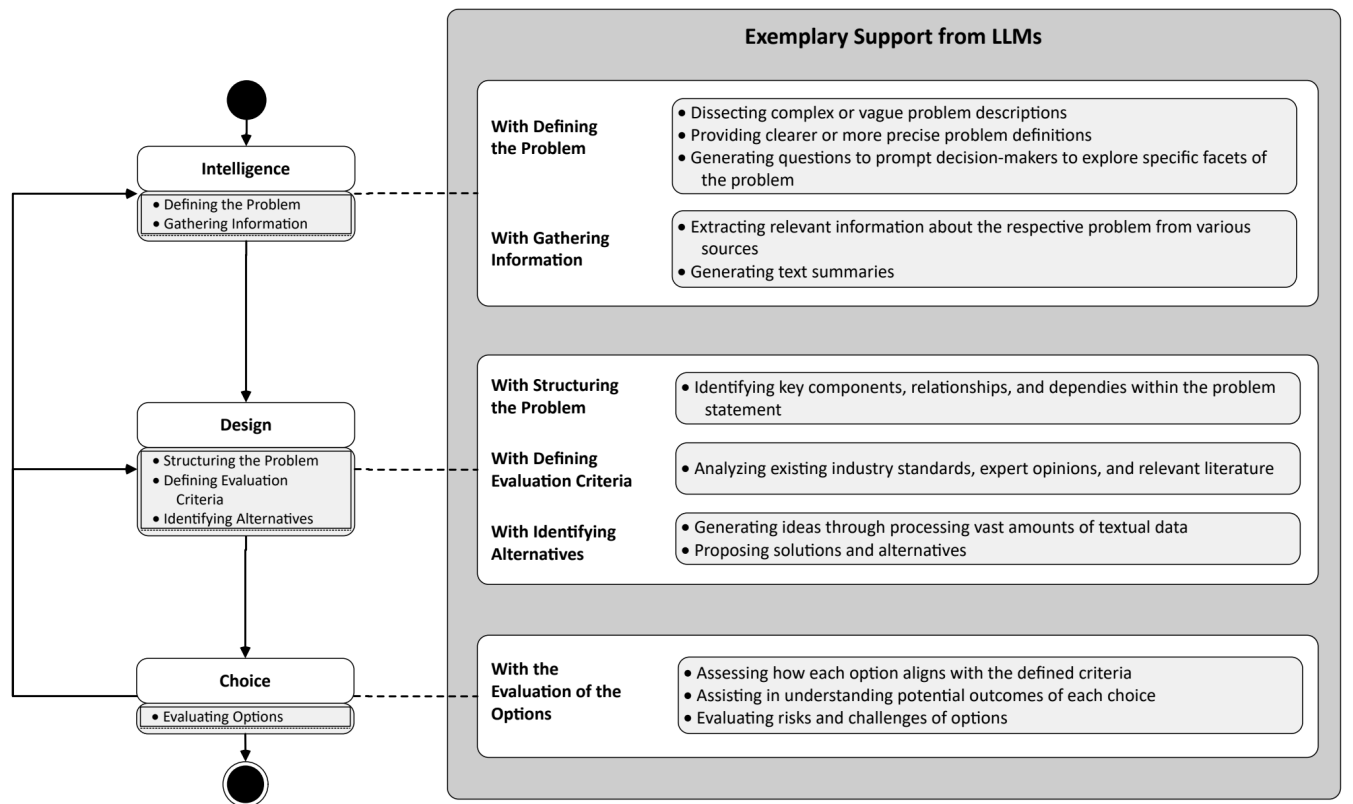 Exemplary Support from LLMs
Intelligence
• Defining the Problem
• Gathering Information
With Defining
the Problem
• Dissecting complex or vague problem descriptions
• Providing clearer or more precise problem definitions
• Generating questions to prompt decision-makers to explore specific facets of
the problem
With Gathering
Information
• Extracting relevant information about the respective problem from various
sources
• Generating text summaries
Design
• Structuring the Problem
• Defining Evaluation
Criteria
• Identifying Alternatives
With Structuring
the Problem
• Identifying key components, relationships, and dependies within the problem
statement
With Defining
Evaluation Criteria
• Analyzing existing industry standards, expert opinions, and relevant literature
With Identifying
Alternatives
• Generating ideas through processing vast amounts of textual data
• Proposing solutions and alternatives
Choice
• Evaluating Options
With the
Evaluation of the
Options
• Assessing how each option aligns with the defined criteria
• Assisting in understanding potential outcomes of each choice
• Evaluating risks and challenges of options